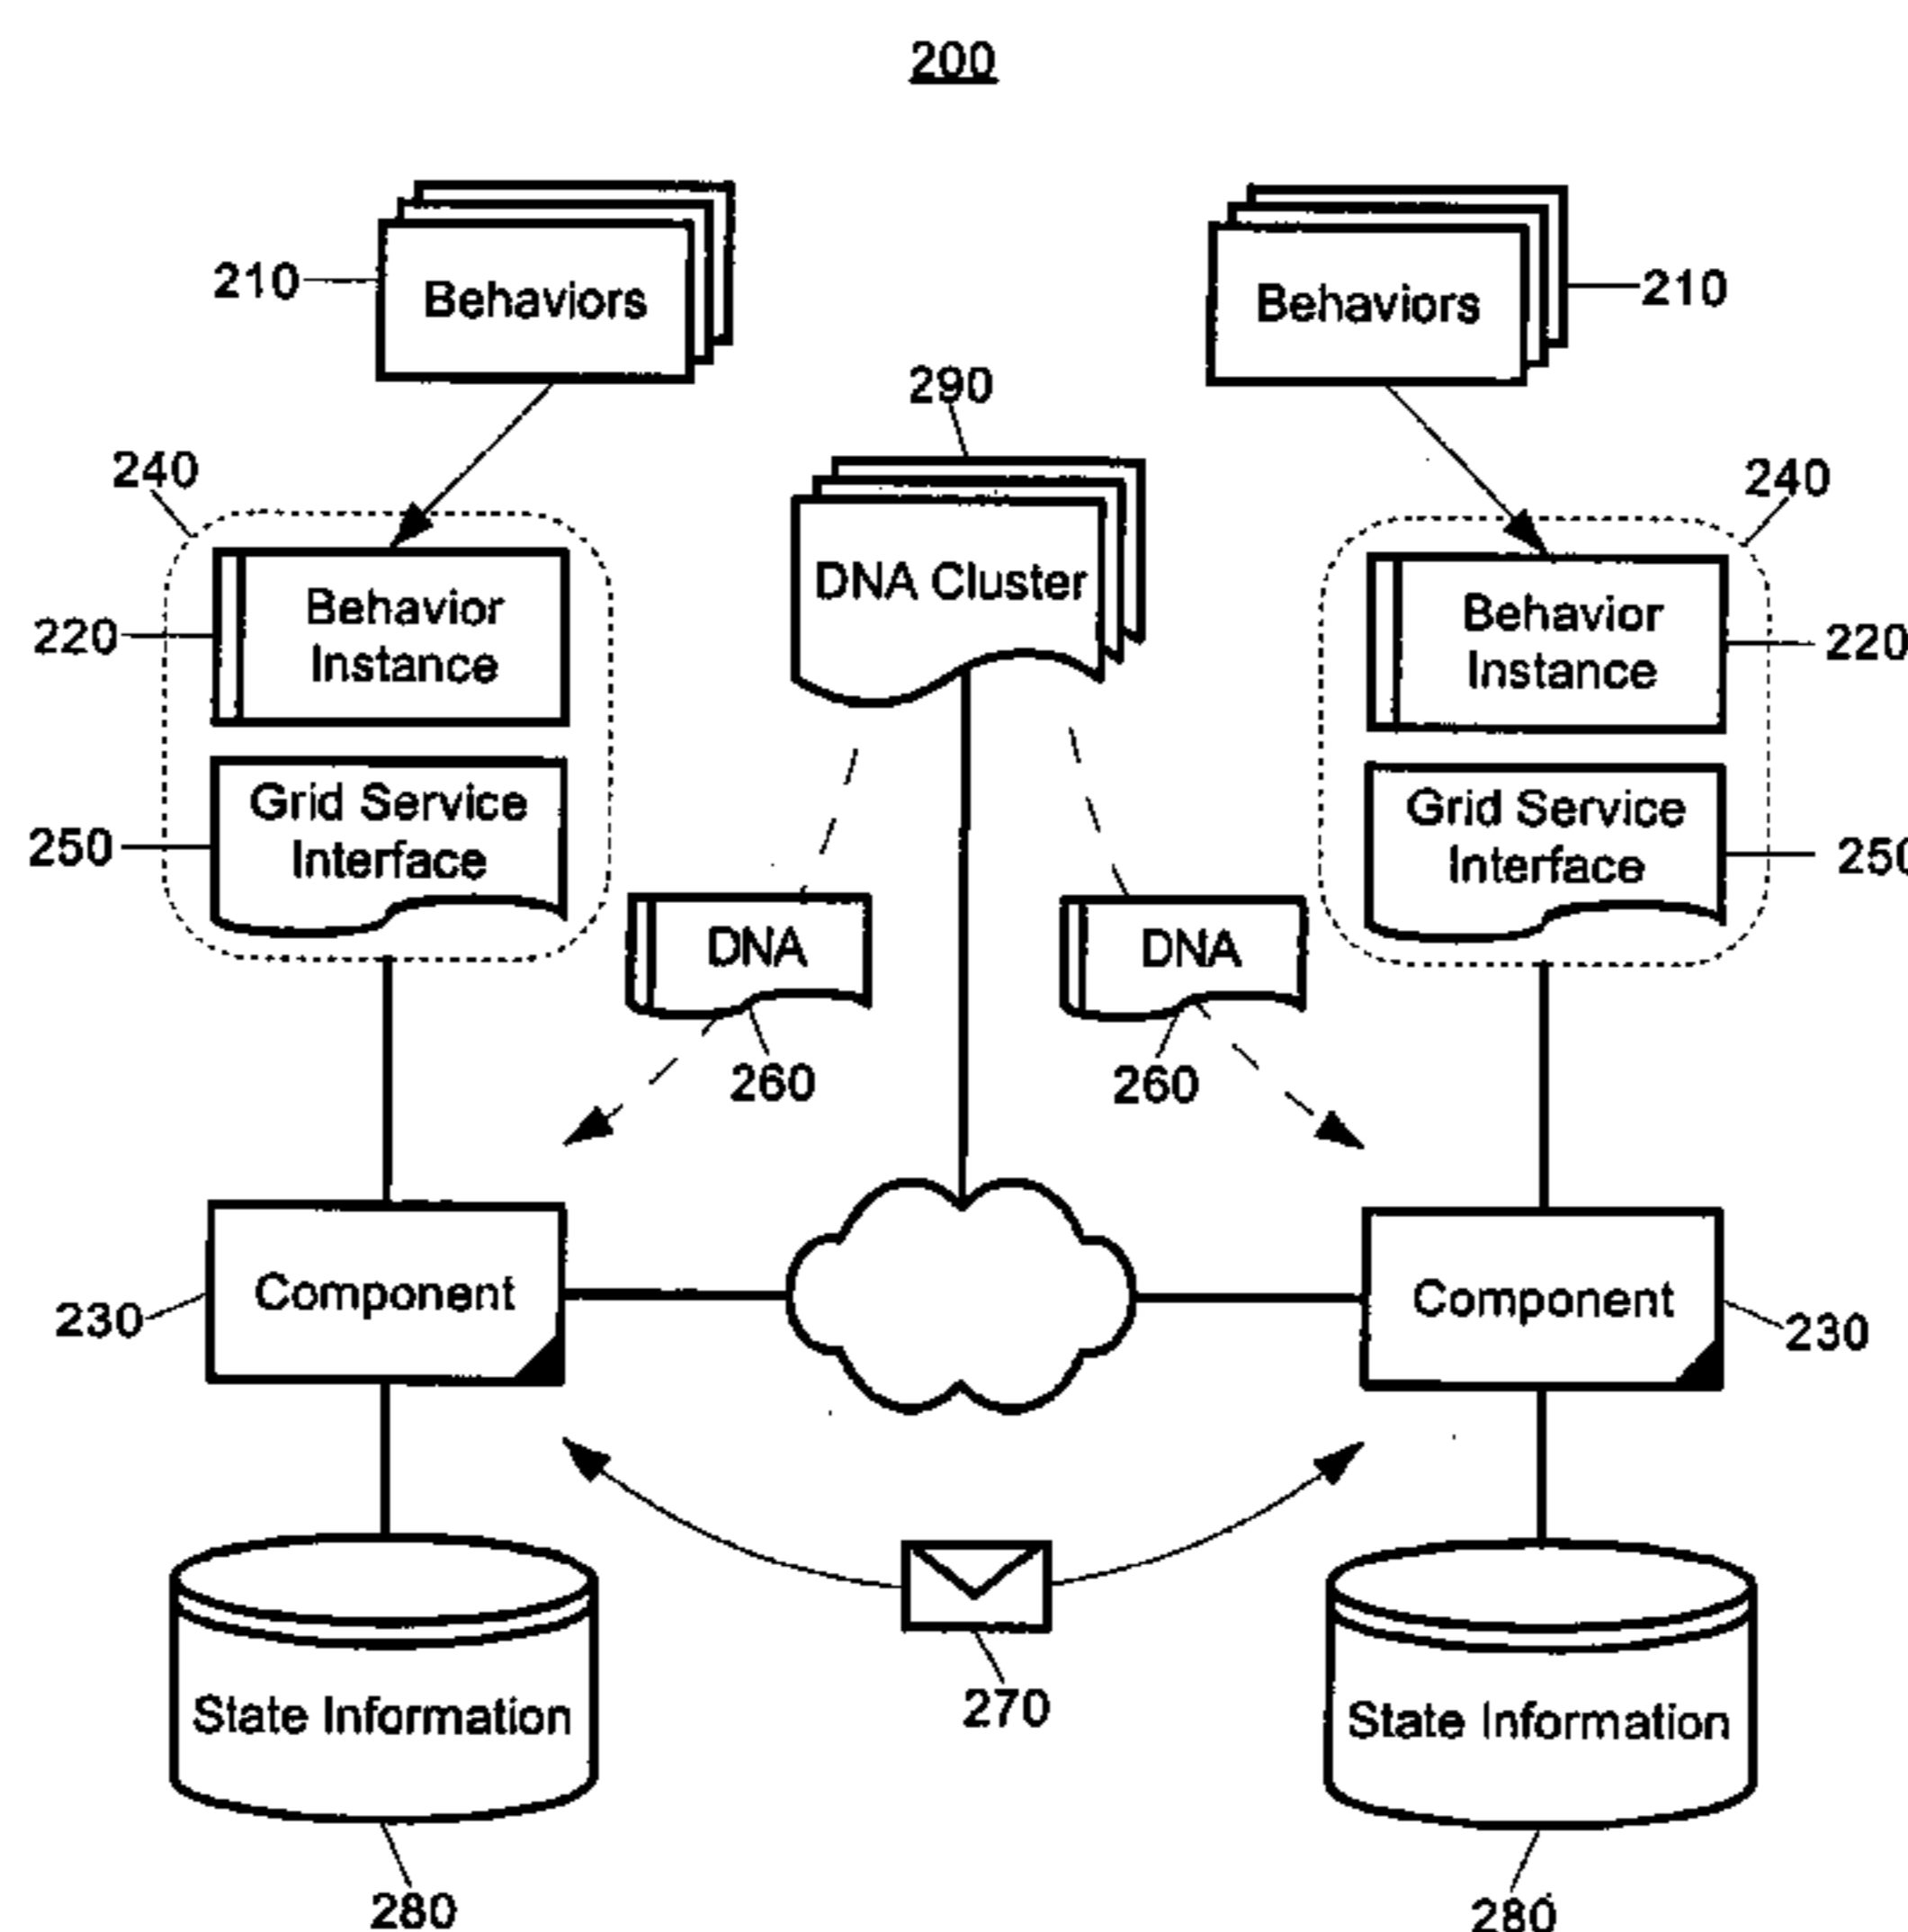 200
210
Behaviors
Behaviors
210
290
240
240
DNA Cluster
220
Behavior
Instance
Behavior
Instance
220
250
Grid Service
Interface
Grid Service
Interface
250
DNA
DNA
260
260
230
Component
Component
230
270
State Information
State Information
280
280